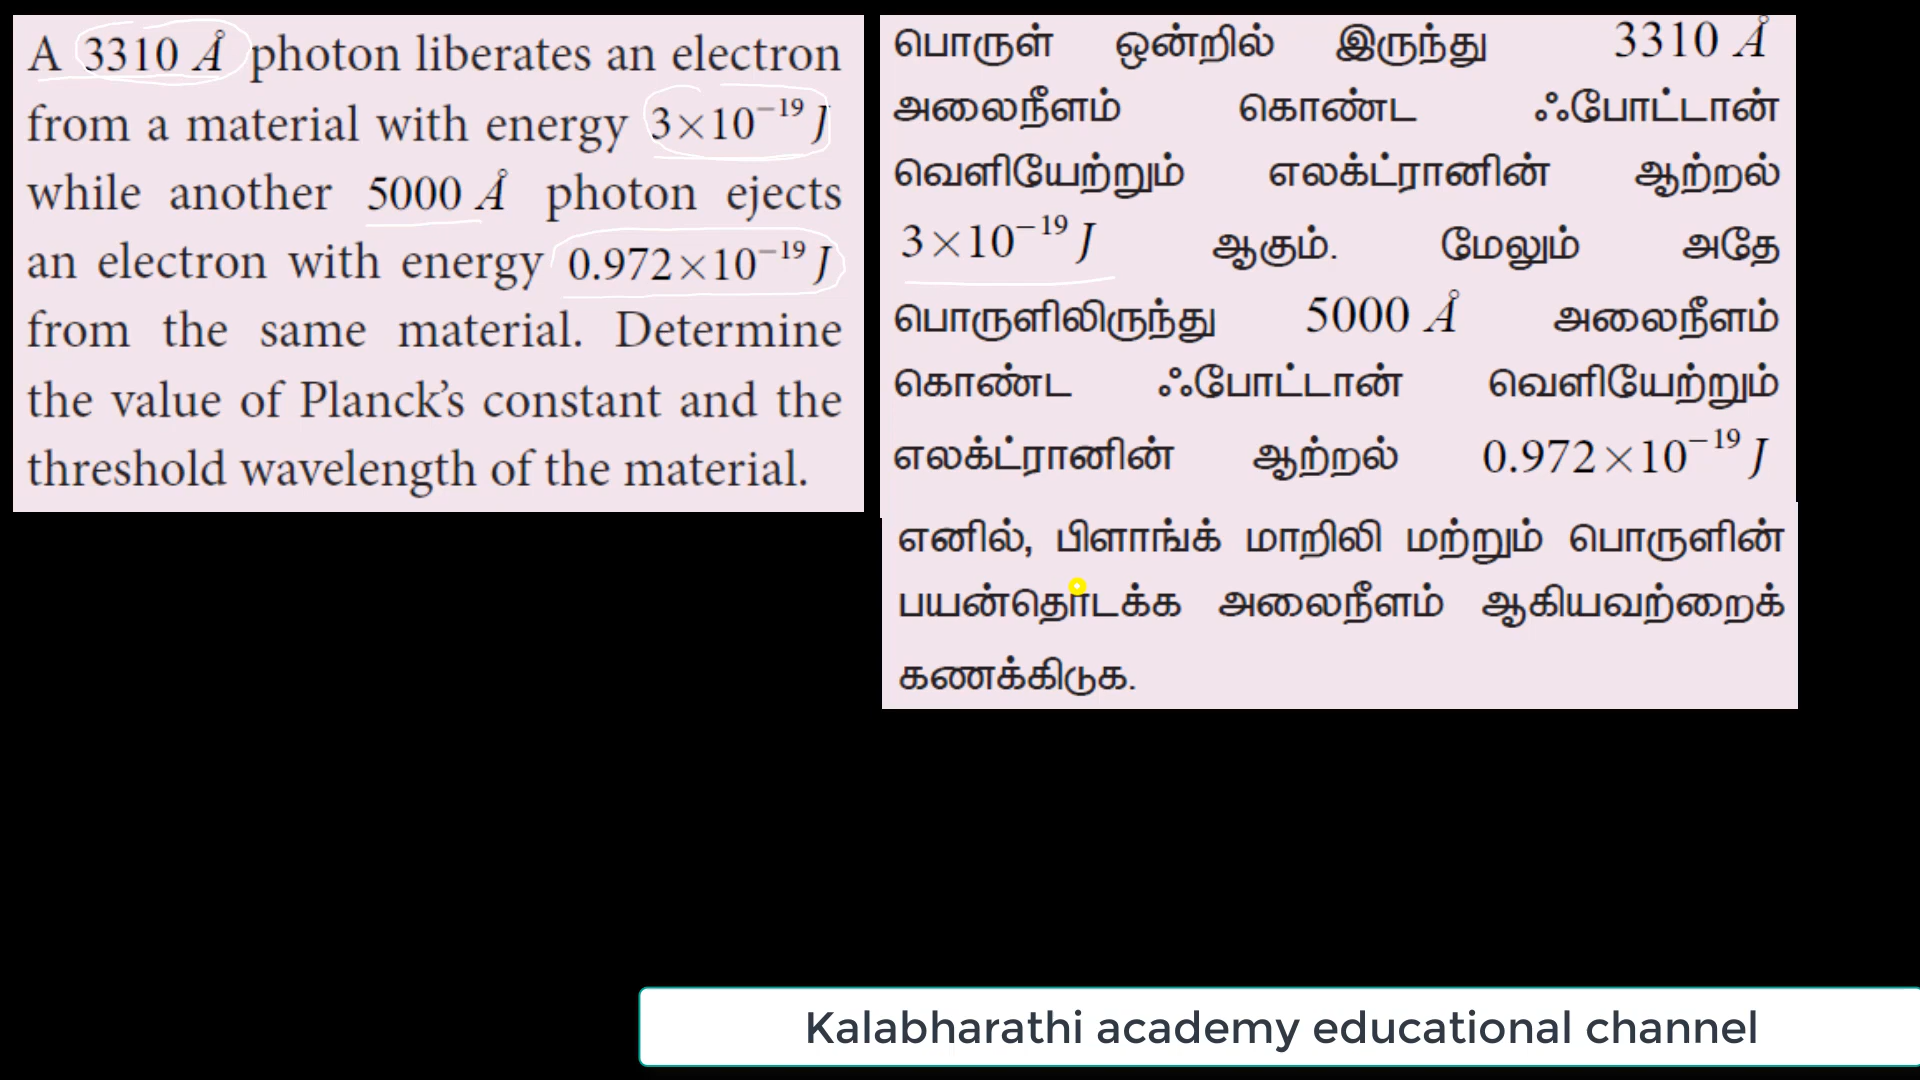 A 3310 Å photon liberates an electron
from a material with energy 3×10⁻¹⁹ J
while another 5000 Å photon ejects
an electron with energy 0.972×10⁻¹⁹ J
from the same material. Determine
the value of Planck’s constant and the
threshold wavelength of the material.
பொருள் ஒன்றில் இருந்து 3310 Å
அலைநீளம் கொண்ட ஃபோட்டான்
வெளியேற்றும் எலக்ட்ரானின் ஆற்றல்
3×10⁻¹⁹ J ஆகும். மேலும் அதே
பொருளிலிருந்து 5000 Å அலைநீளம்
கொண்ட ஃபோட்டான் வெளியேற்றும்
எலக்ட்ரானின் ஆற்றல் 0.972×10⁻¹⁹ J
எனில், பிளாங்க் மாறிலி மற்றும் பொருளின்
பயன்தொடக்க அலைநீளம் ஆகியவற்றைக்
கணக்கிடுக.
Kalabharathi academy educational channel